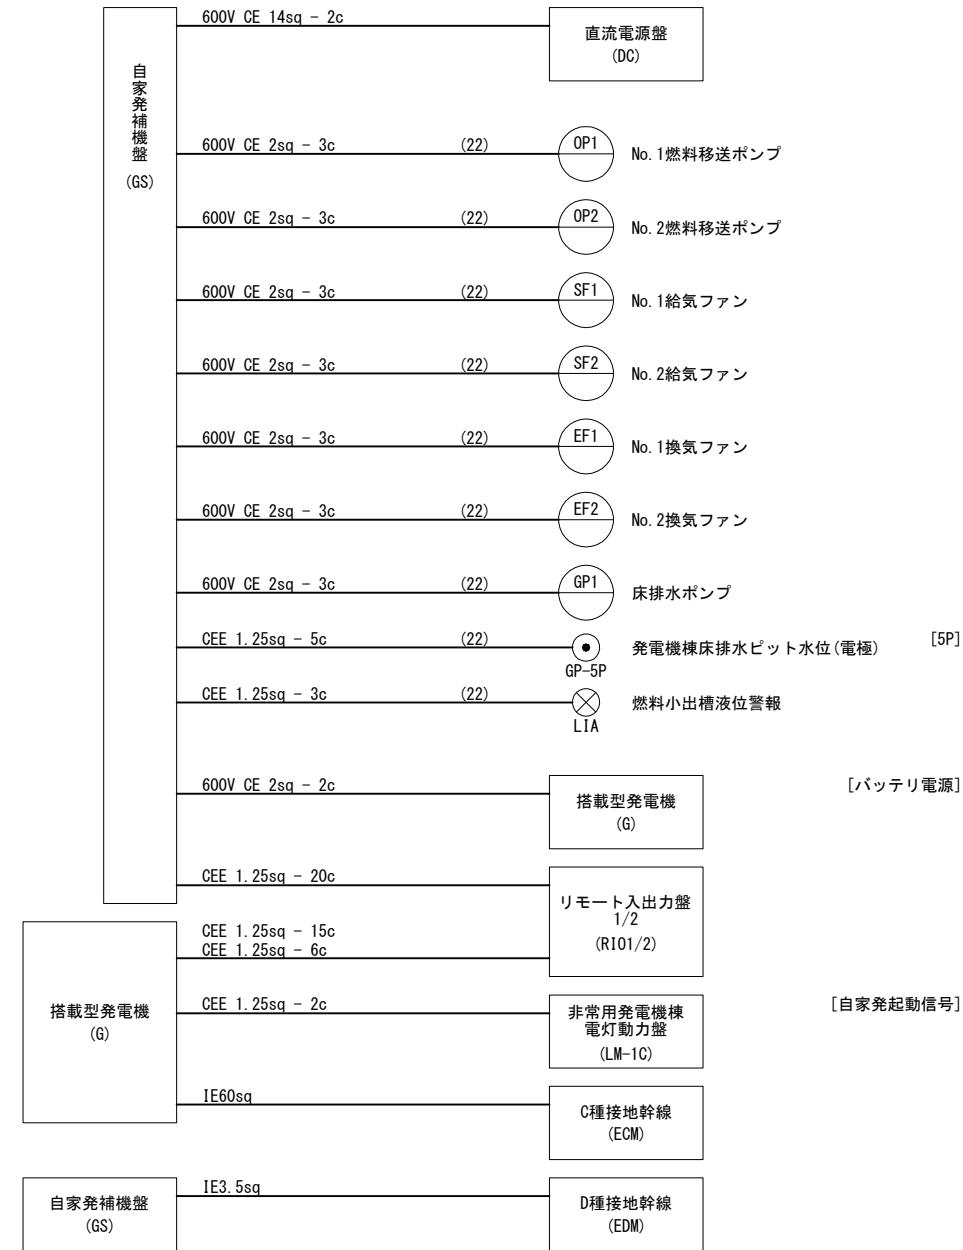 600V CE 14sq - 2c
直流電源盤
(DC)
自家発補機盤
(GS)
600V CE 2sq - 3c
(22)
OP1
No.1燃料移送ポンプ
600V CE 2sq - 3c
(22)
OP2
No.2燃料移送ポンプ
600V CE 2sq - 3c
(22)
SF1
No.1給気ファン
600V CE 2sq - 3c
(22)
SF2
No.2給気ファン
600V CE 2sq - 3c
(22)
EF1
No.1換気ファン
600V CE 2sq - 3c
(22)
EF2
No.2換気ファン
600V CE 2sq - 3c
(22)
GP1
床排水ポンプ
CEE 1.25sq - 5c
(22)
GP-5P
発電機棟床排水ピット水位(電極)
[5P]
CEE 1.25sq - 3c
(22)
LIA
燃料小出槽液位警報
600V CE 2sq - 2c
搭載型発電機
(G)
[バッテリ電源]
CEE 1.25sq - 20c
リモート入出力盤
1/2
(RIO1/2)
CEE 1.25sq - 15c
CEE 1.25sq - 6c
搭載型発電機
(G)
CEE 1.25sq - 2c
非常用発電機棟
電灯動力盤
(LM-1C)
[自家発起動信号]
IE60sq
C種接地幹線
(ECM)
自家発補機盤
(GS)
IE3.5sq
D種接地幹線
(EDM)